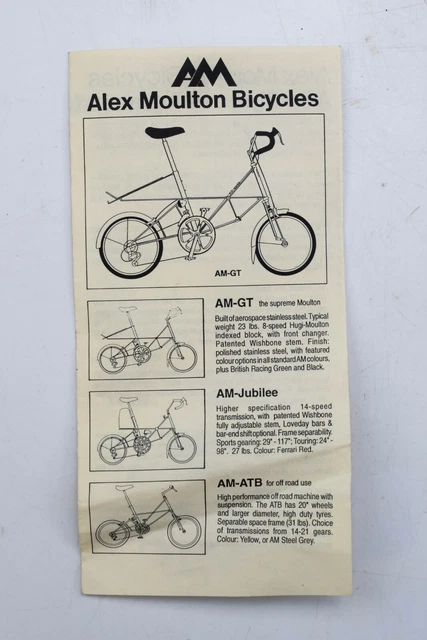 AM
Alex Moulton Bicycles
AM-GT
AM-GT the supreme Moulton
Built of aerospace stainless steel. Typical
weight 23 lbs. 8-speed Hugi-Moulton
indexed block, with front changer.
Patented Wishbone stem. Finish:
polished stainless steel, with featured
colour options in all standard AM colours,
plus British Racing Green and Black.
AM-Jubilee
Higher specification 14-speed
transmission, with patented Wishbone
fully adjustable stem, Loveday bars &
bar-end shift optional. Frame separability.
Sports gearing: 29"-117"; Touring: 24"-
98". 27 lbs. Colour: Ferrari Red.
AM-ATB for off road use
High performance off road machine with
suspension. The ATB has 20" wheels
and larger diameter, high duty tyres.
Separable space frame (31 lbs). Choice
of transmissions from 14-21 gears.
Colour: Yellow, or AM Steel Grey.